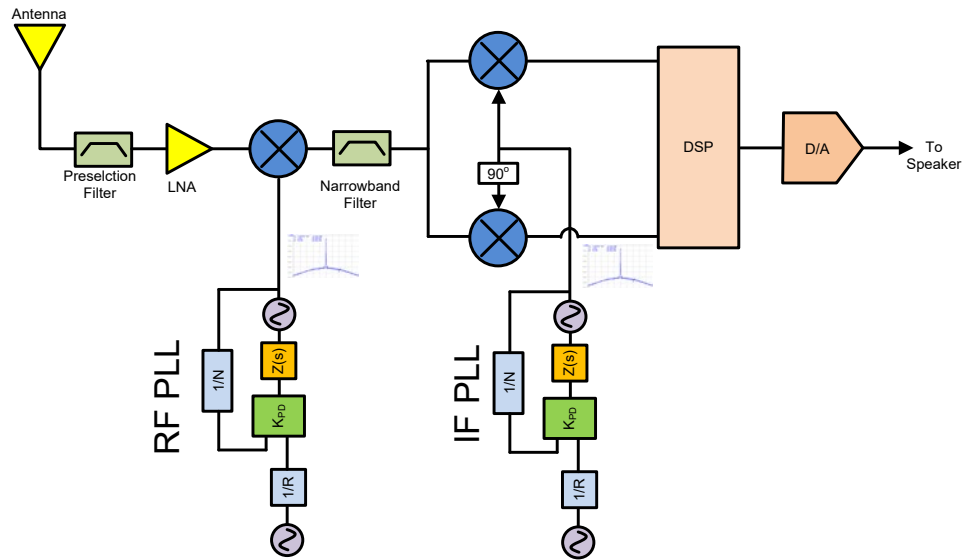 Antenna
Preselction
Filter
LNA
Narrowband
Filter
90°
DSP
D/A
To
Speaker
RF PLL
1/N
Z(s)
KPD
1/R
IF PLL
1/N
Z(s)
KPD
1/R